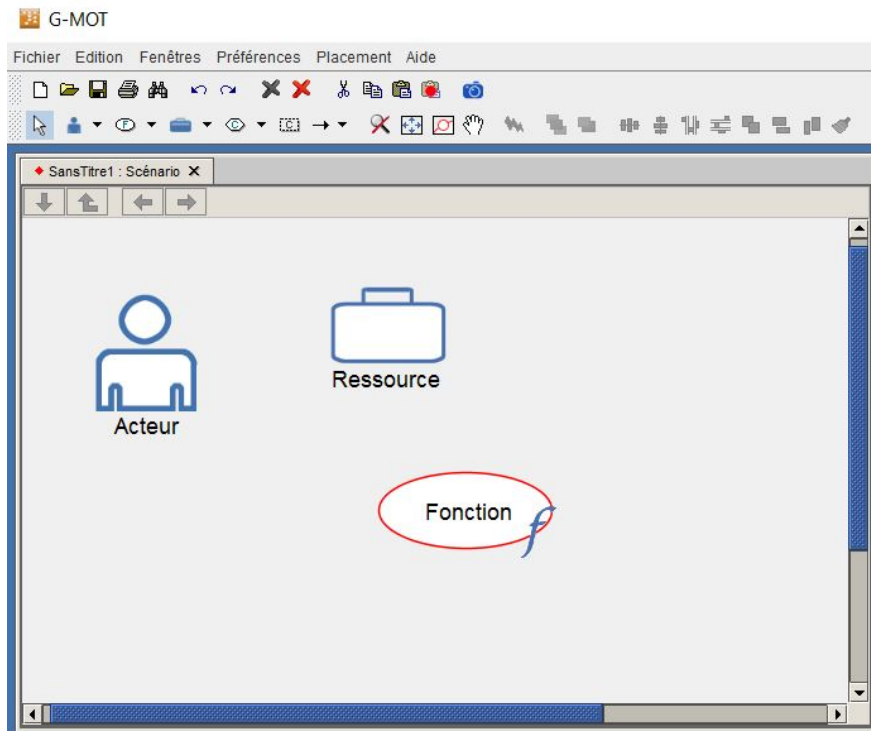 G-MOT
Fichier Edition Fenêtres Préférences Placement Aide
SansTitre1 : Scénario
Ressource
Acteur
Fonction f